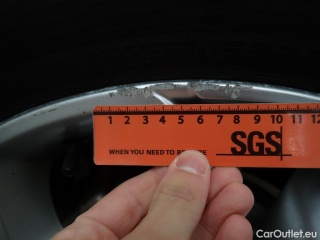 1 2 3 4 5 6 7 8 9 10 11 12
SGS
WHEN YOU NEED TO BE
CarOutlet.eu